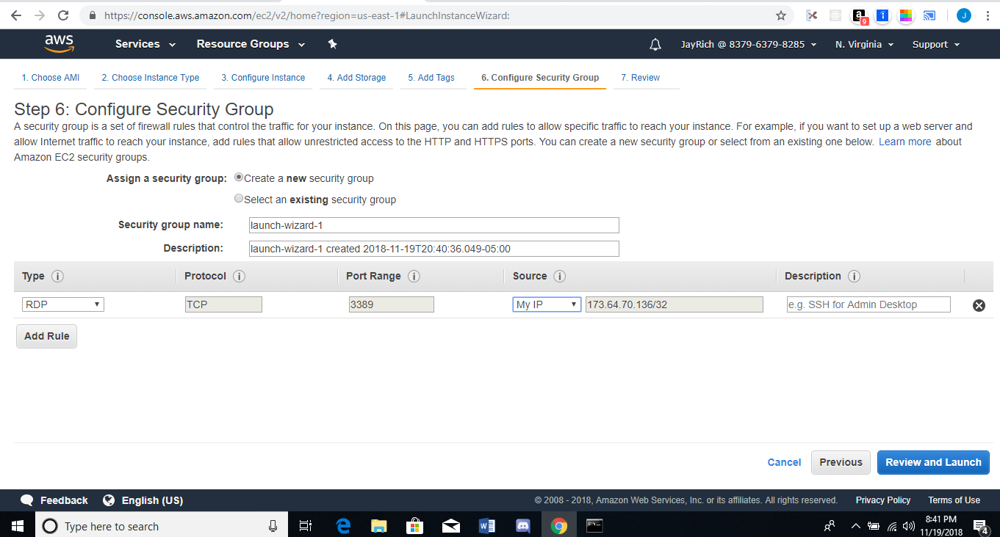 https://console.aws.amazon.com/ec2/v2/home?region=us-east-1#LaunchInstanceWizard:
a
9
i
J
aws
Services
Resource Groups
JayRich @ 8379-6379-8285
N. Virginia
Support
1. Choose AMI
2. Choose Instance Type
3. Configure Instance
4. Add Storage
5. Add Tags
6. Configure Security Group
7. Review
Step 6: Configure Security Group
A security group is a set of firewall rules that control the traffic for your instance. On this page, you can add rules to allow specific traffic to reach your instance. For example, if you want to set up a web server and
allow Internet traffic to reach your instance, add rules that allow unrestricted access to the HTTP and HTTPS ports. You can create a new security group or select from an existing one below. Learn more about
Amazon EC2 security groups.
Assign a security group: Create a new security group
Select an existing security group
Security group name: launch-wizard-1
Description: launch-wizard-1 created 2018-11-19T20:40:36.049-05:00
Type i Protocol i Port Range i Source i Description i
RDP TCP 3389 My IP 173.64.70.136/32 e.g. SSH for Admin Desktop
Add Rule
Cancel Previous Review and Launch
Feedback English (US) © 2008 - 2018, Amazon Web Services, Inc. or its affiliates. All rights reserved. Privacy Policy Terms of Use
Type here to search
8:41 PM
11/19/2018
4